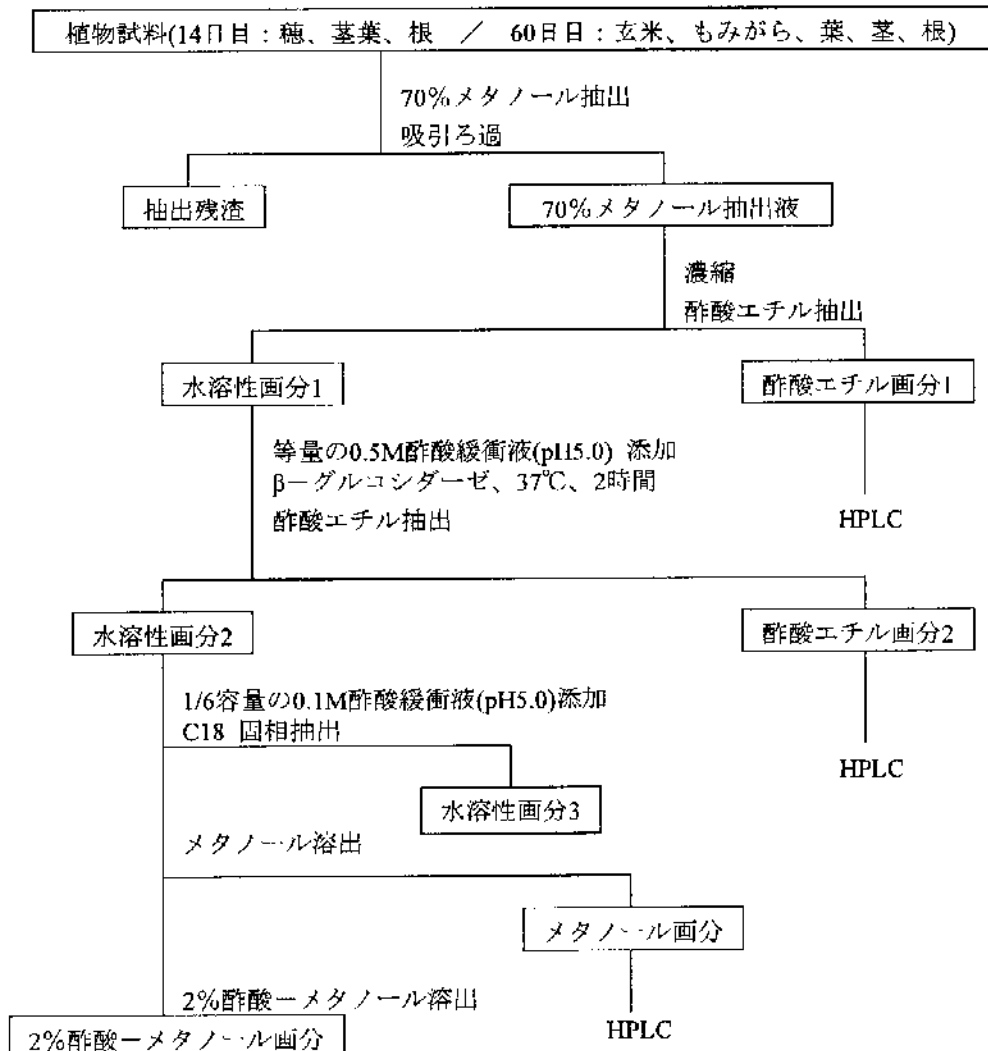 植物試料(14日目：穂、茎葉、根 ／ 60日目：玄米、もみがら、葉、茎、根)
70％メタノール抽出
吸引ろ過
抽出残渣
70％メタノール抽出液
濃縮
酢酸エチル抽出
水溶性画分1
酢酸エチル画分1
等量の0.5M酢酸緩衝液(pH5.0) 添加
β－グルコシダーゼ、37℃、2時間
酢酸エチル抽出
HPLC
水溶性画分2
酢酸エチル画分2
1/6容量の0.1M酢酸緩衝液(pH5.0)添加
C18 固相抽出
HPLC
水溶性画分3
メタノール溶出
メタノール画分
2％酢酸－メタノール溶出
HPLC
2％酢酸－メタノール画分